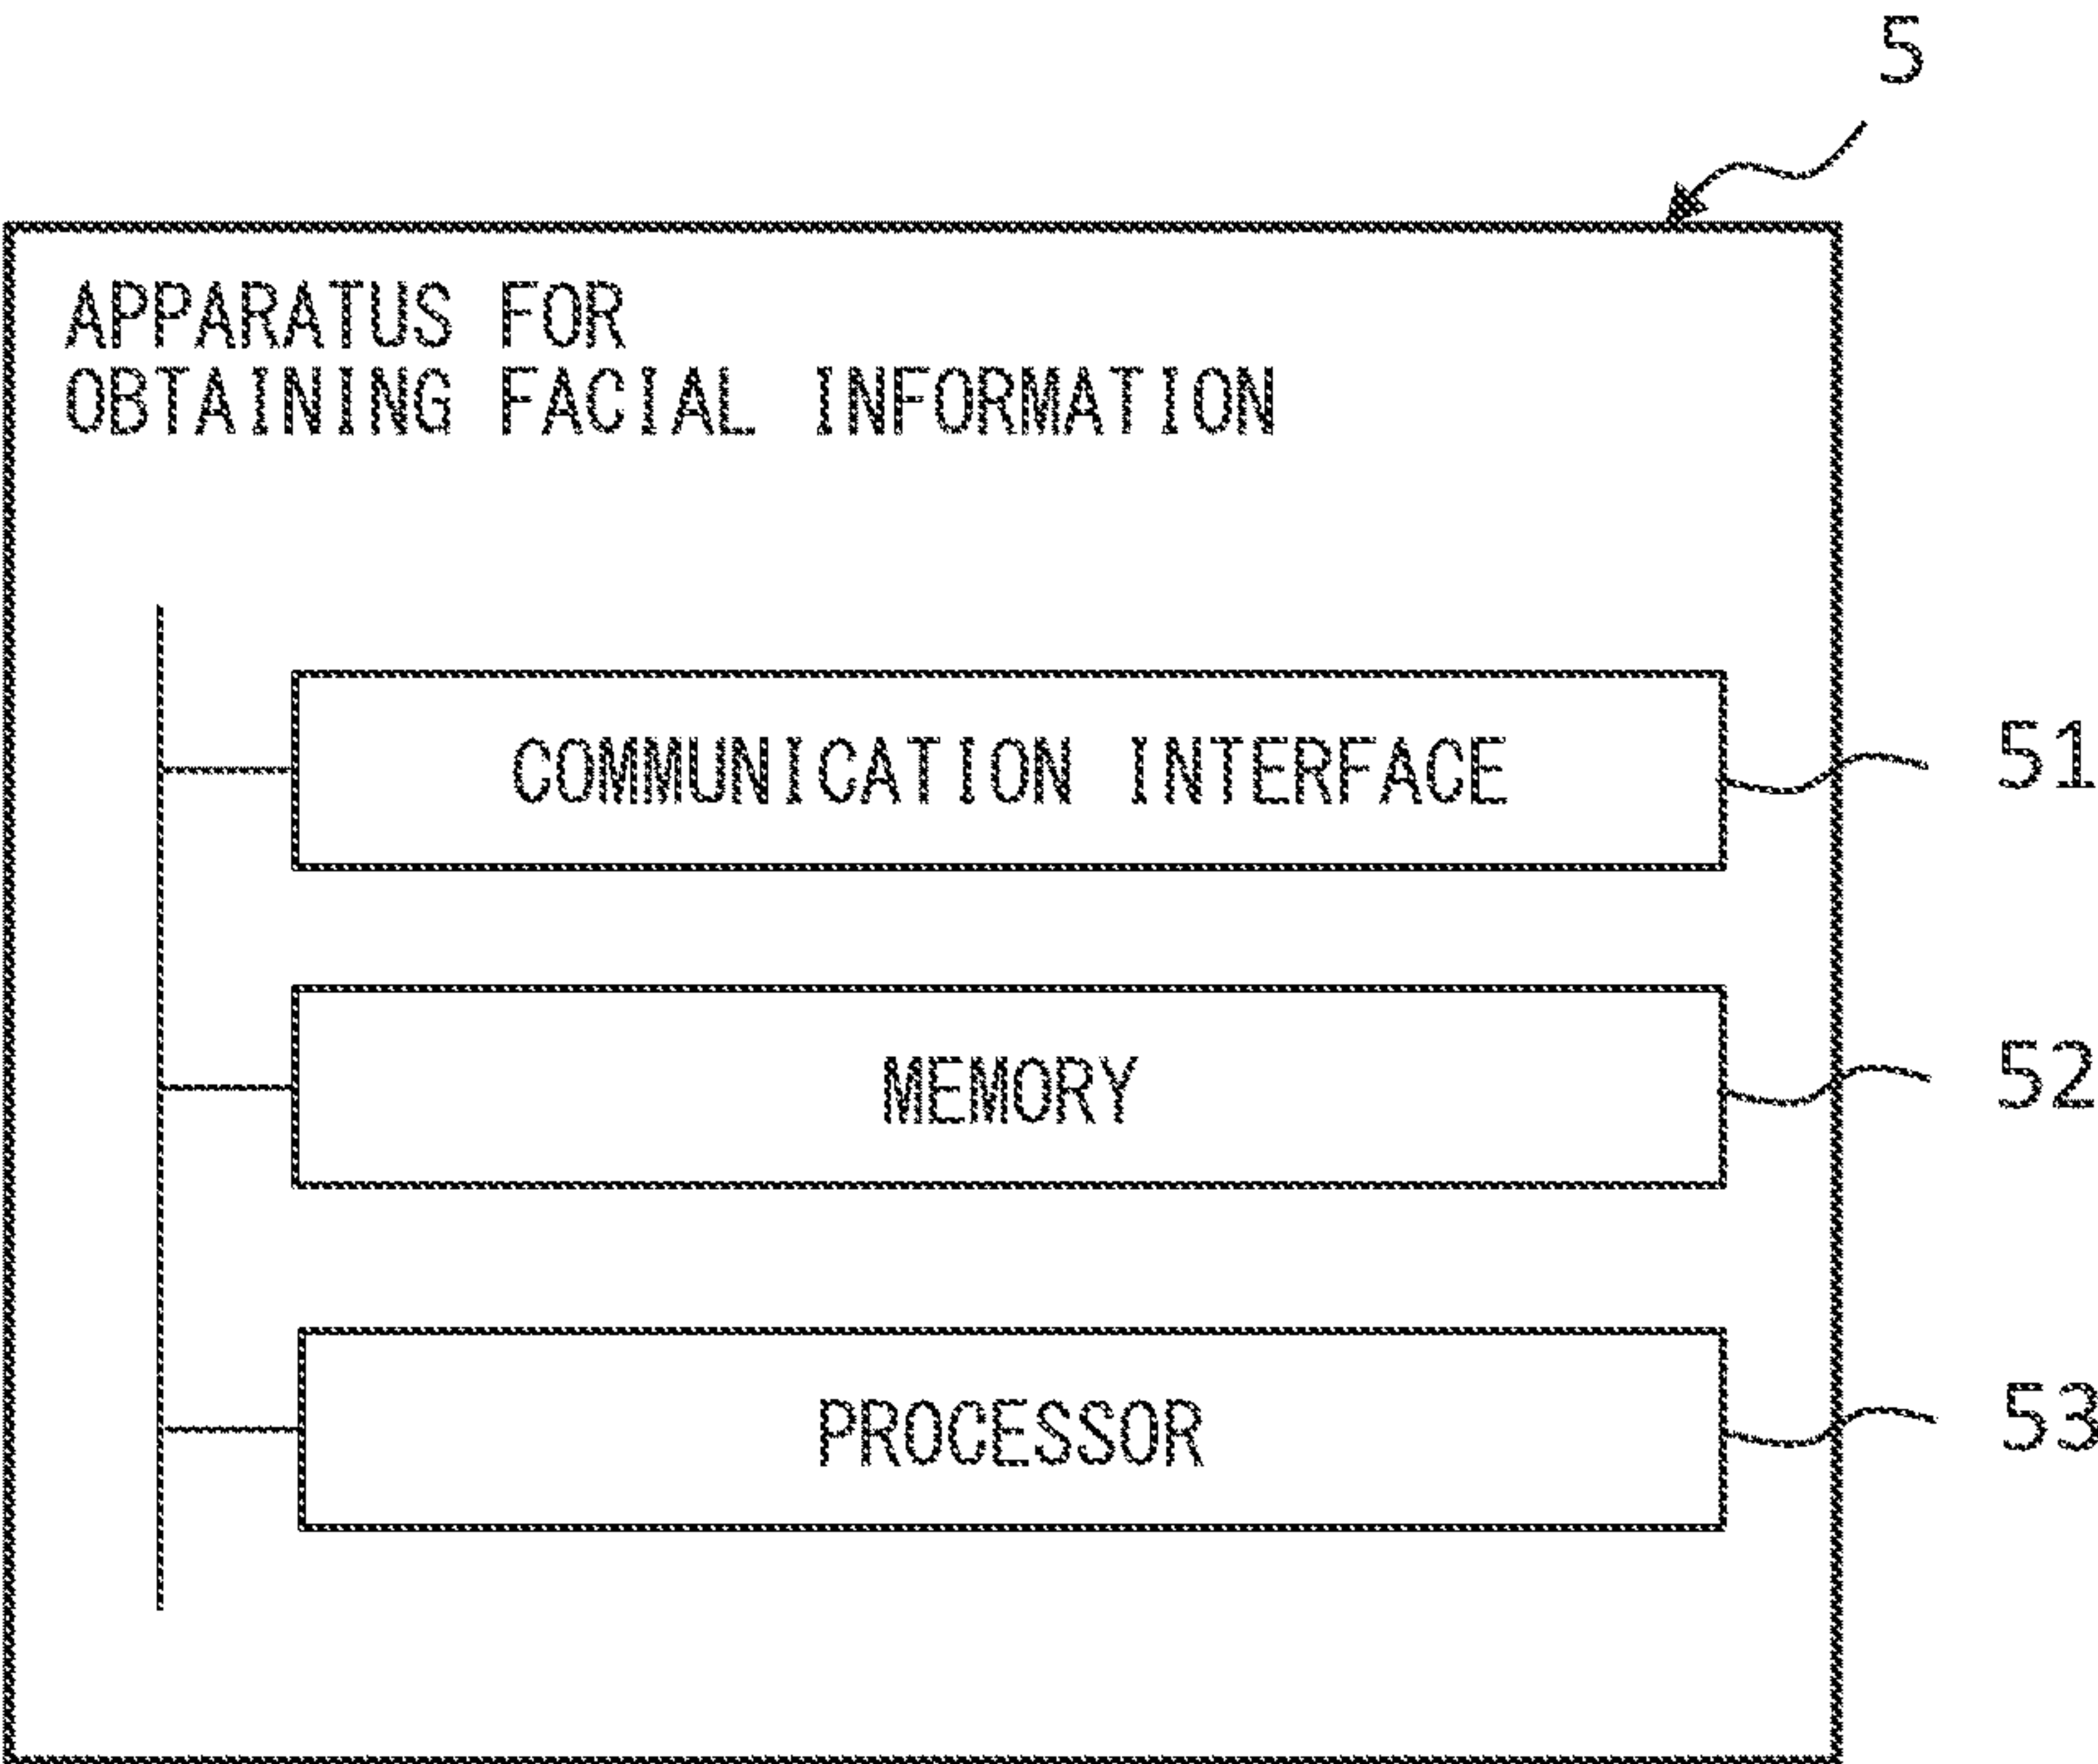 5
APPARATUS FOR
OBTAINING FACIAL INFORMATION
COMMUNICATION INTERFACE
51
MEMORY
52
PROCESSOR
53